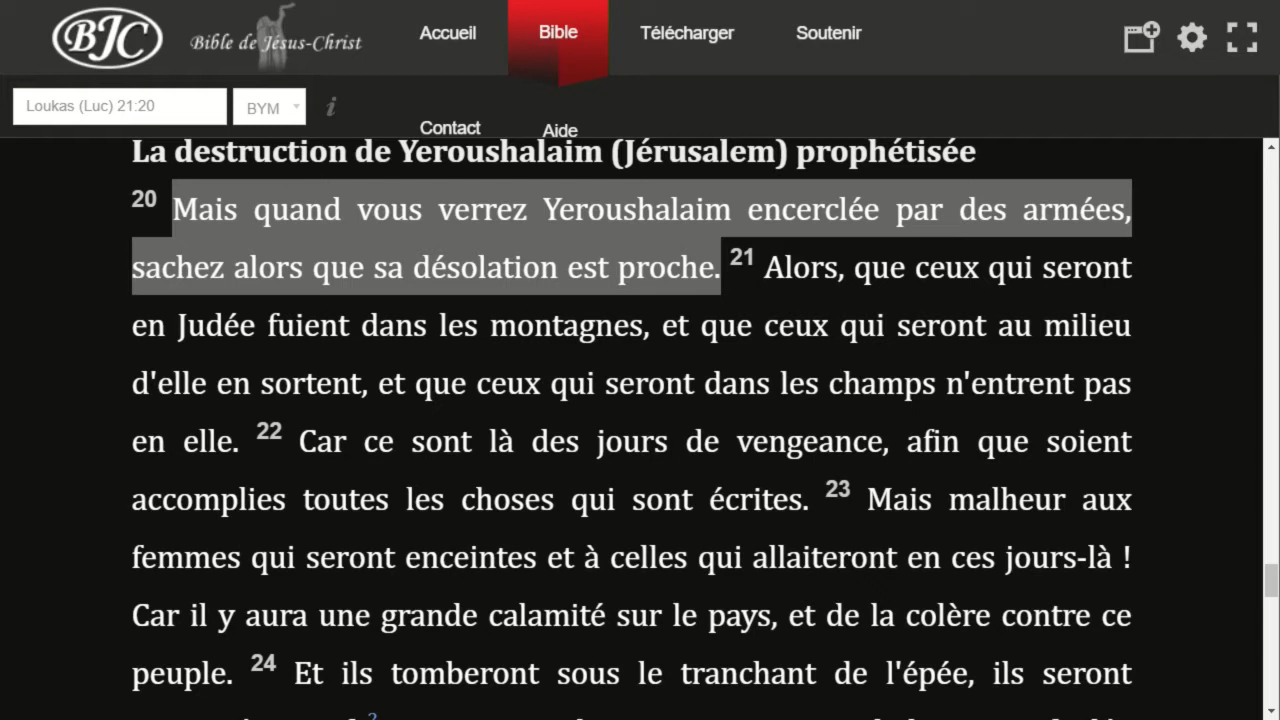 BJC
Bible de Jésus-Christ
Accueil
Bible
Télécharger
Soutenir
Loukas (Luc) 21:20
BYM
i
Contact
Aide
La destruction de Yeroushalaim (Jérusalem) prophétisée
20 Mais quand vous verrez Yeroushalaim encerclée par des armées,
sachez alors que sa désolation est proche. 21 Alors, que ceux qui seront
en Judée fuient dans les montagnes, et que ceux qui seront au milieu
d'elle en sortent, et que ceux qui seront dans les champs n'entrent pas
en elle. 22 Car ce sont là des jours de vengeance, afin que soient
accomplies toutes les choses qui sont écrites. 23 Mais malheur aux
femmes qui seront enceintes et à celles qui allaiteront en ces jours-là !
Car il y aura une grande calamité sur le pays, et de la colère contre ce
peuple. 24 Et ils tomberont sous le tranchant de l'épée, ils seront
2